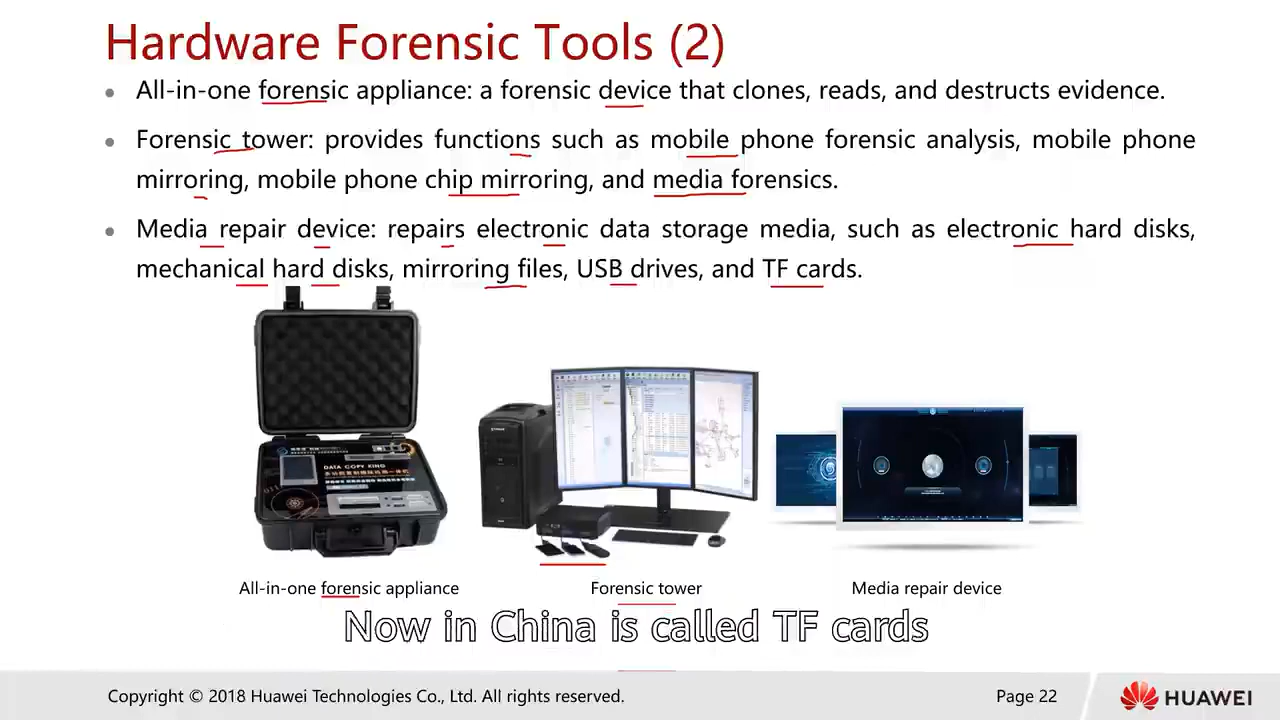 Hardware Forensic Tools (2)
All-in-one forensic appliance: a forensic device that clones, reads, and destructs evidence.
Forensic tower: provides functions such as mobile phone forensic analysis, mobile phone
mirroring, mobile phone chip mirroring, and media forensics.
Media repair device: repairs electronic data storage media, such as electronic hard disks,
mechanical hard disks, mirroring files, USB drives, and TF cards.
DATA COPY KING
All-in-one forensic appliance
Forensic tower
Media repair device
Now in China is called TF cards
Copyright © 2018 Huawei Technologies Co., Ltd. All rights reserved.
Page 22
HUAWEI